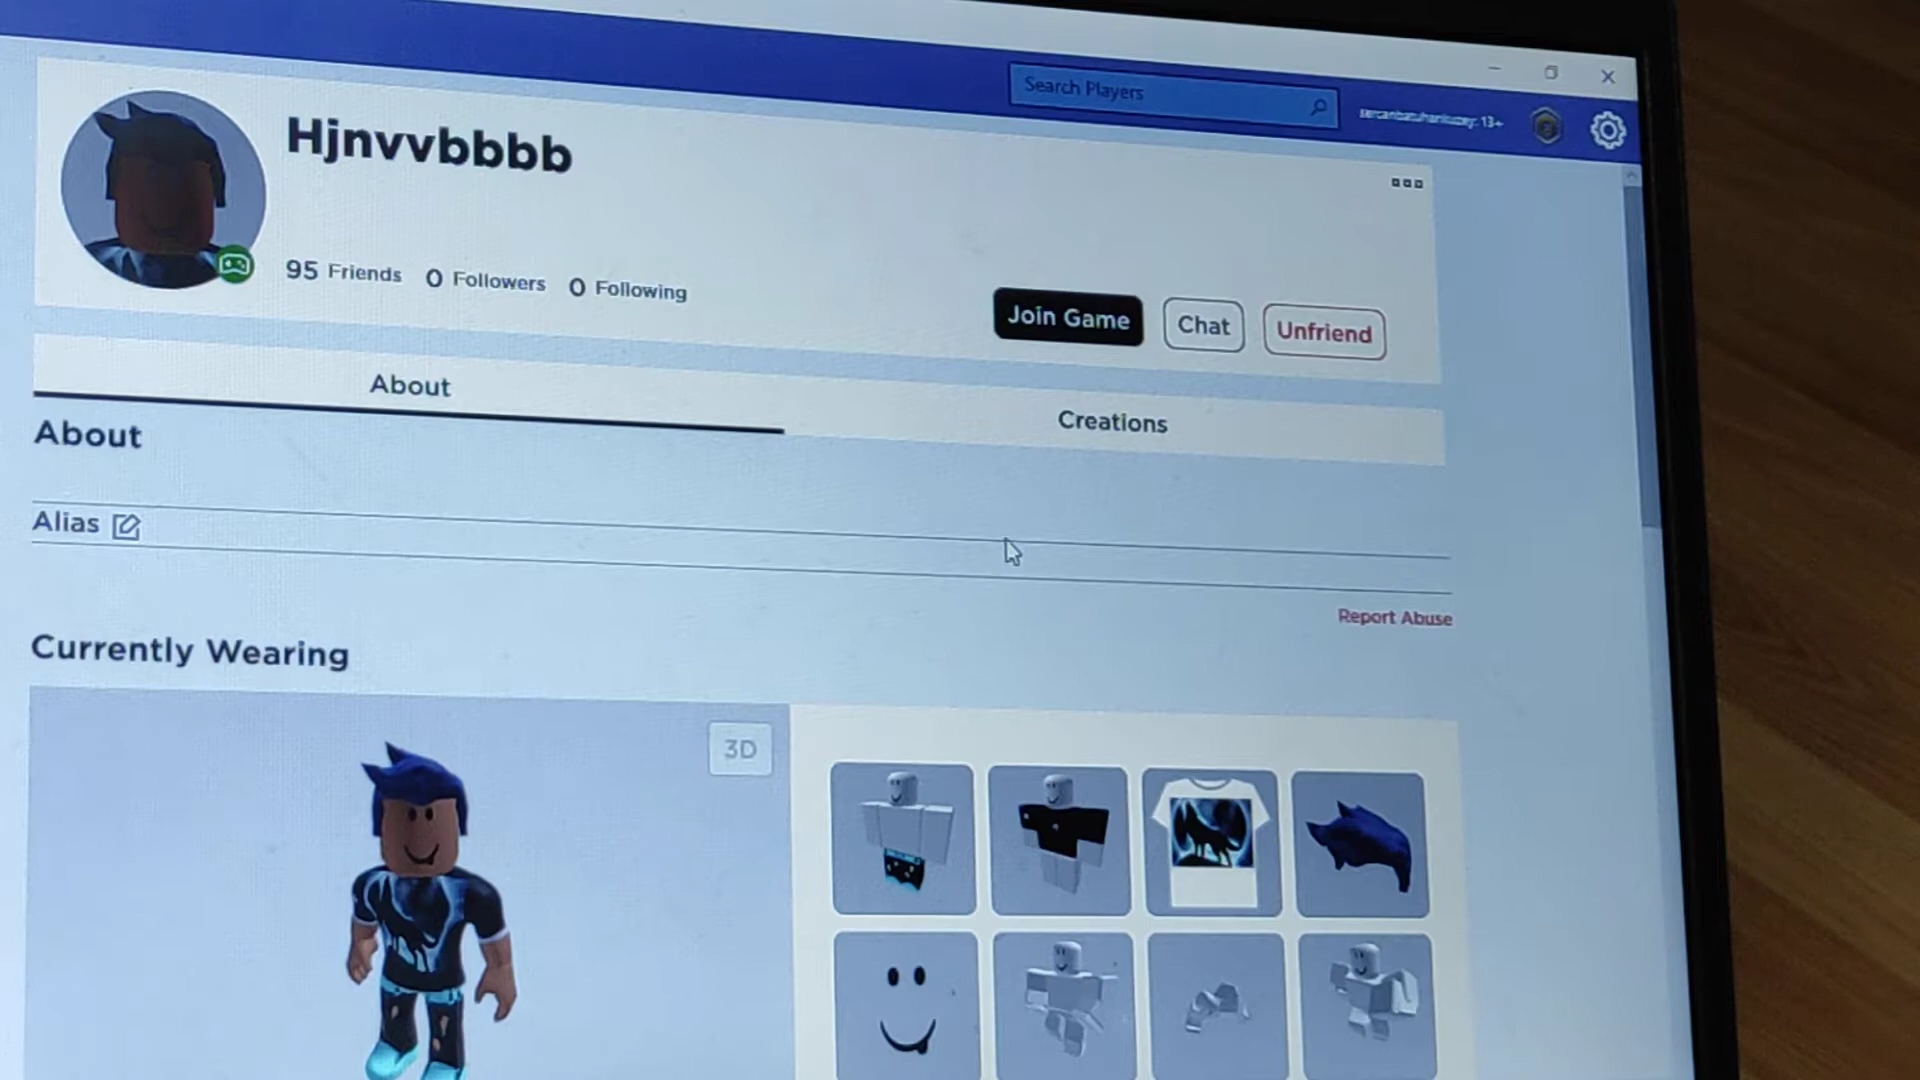 Search Players
13+
Hjnvvbbbb
95 Friends 0 Followers 0 Following
Join Game
Chat
Unfriend
About
Creations
About
Alias
Report Abuse
Currently Wearing
3D